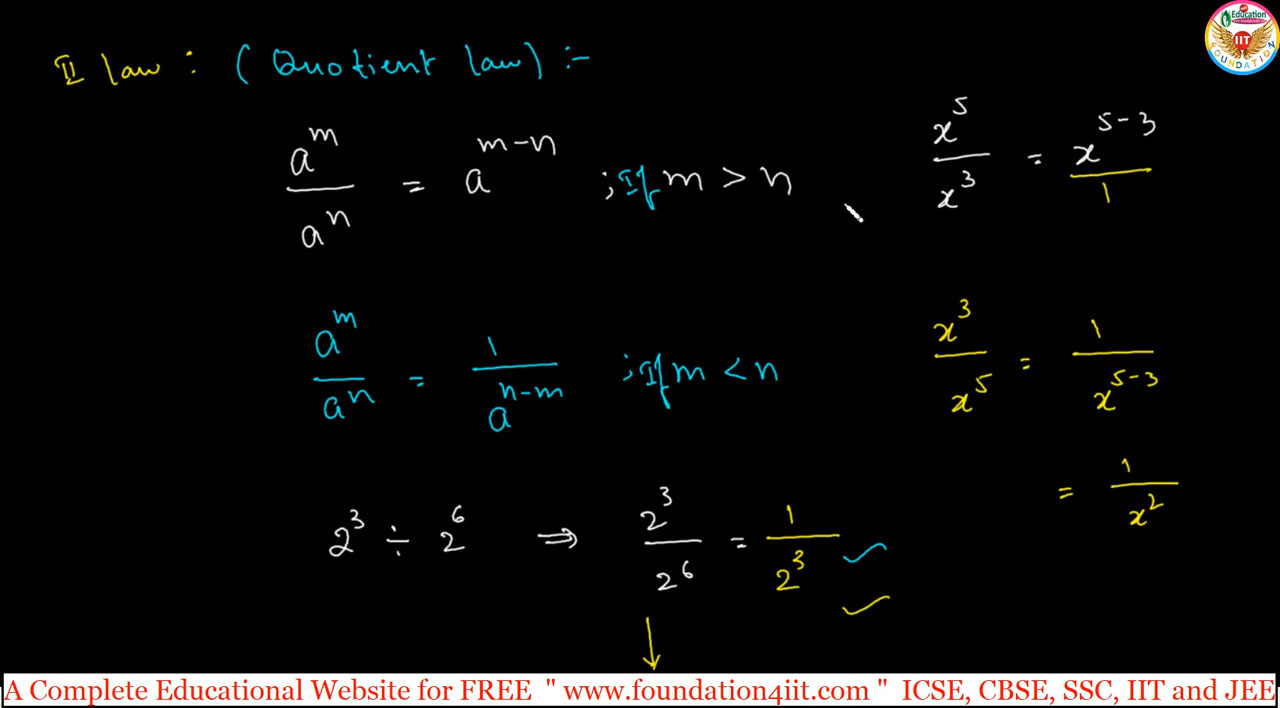 II law : (Quotient law) :-
a^m / a^n = a^(m-n) ; If m > n
x^5 / x^3 = x^(5-3) / 1
a^m / a^n = 1 / a^(n-m) ; If m < n
x^3 / x^5 = 1 / x^(5-3)
= 1 / x^2
2^3 ÷ 2^6 ⇒ 2^3 / 2^6 = 1 / 2^3
Education
IIT
FOUNDATION
A Complete Educational Website for FREE " www.foundation4iit.com " ICSE, CBSE, SSC, IIT and JEE